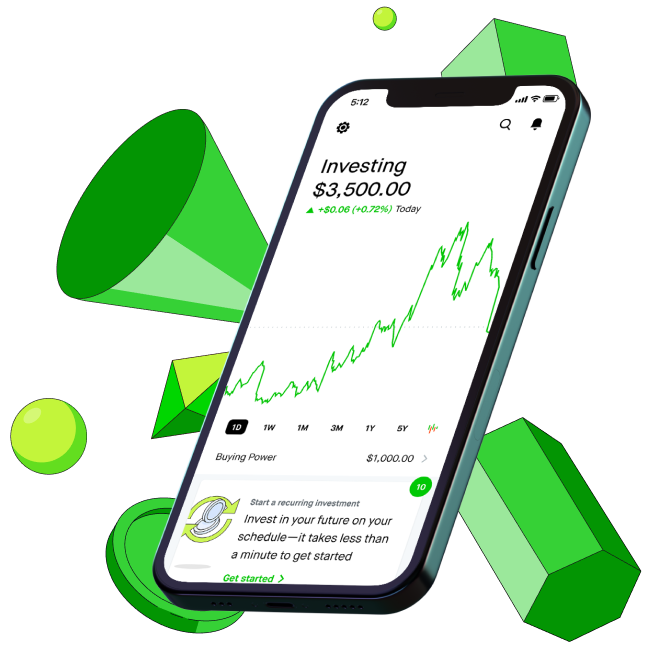 5:12
Investing
$3,500.00
▲ +$0.06 (+0.72%) Today
1D 1W 1M 3M 1Y 5Y
Buying Power $1,000.00
10
Start a recurring investment
Invest in your future on your
schedule—it takes less than
a minute to get started
Get started